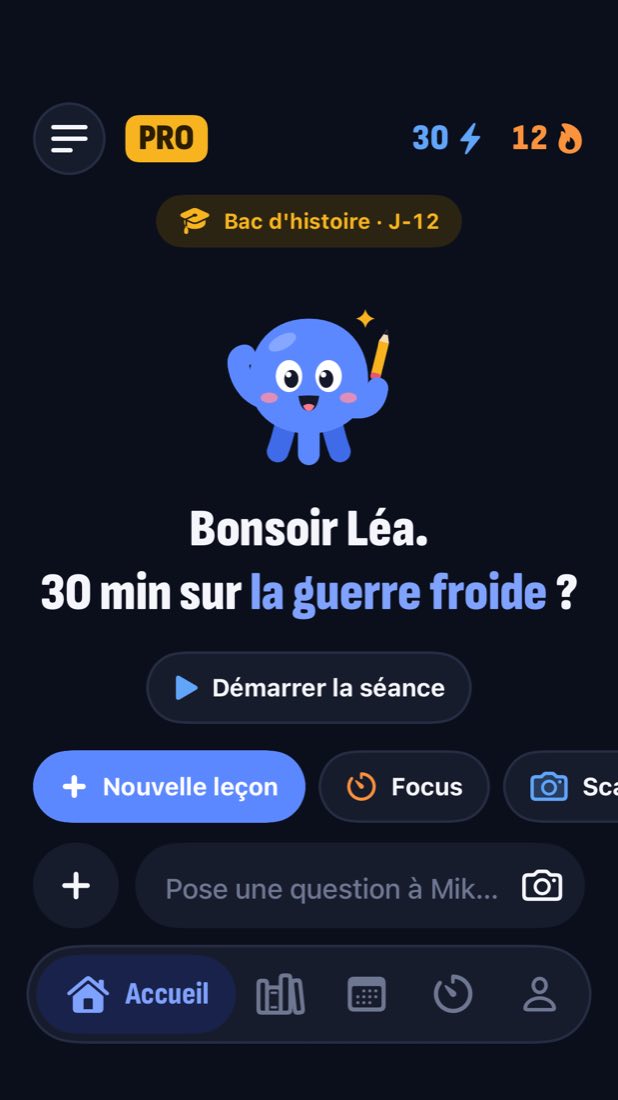 PRO
30
12
Bac d'histoire · J-12
Bonsoir Léa.
30 min sur la guerre froide ?
Démarrer la séance
Nouvelle leçon
Focus
Sca
Pose une question à Mik...
Accueil